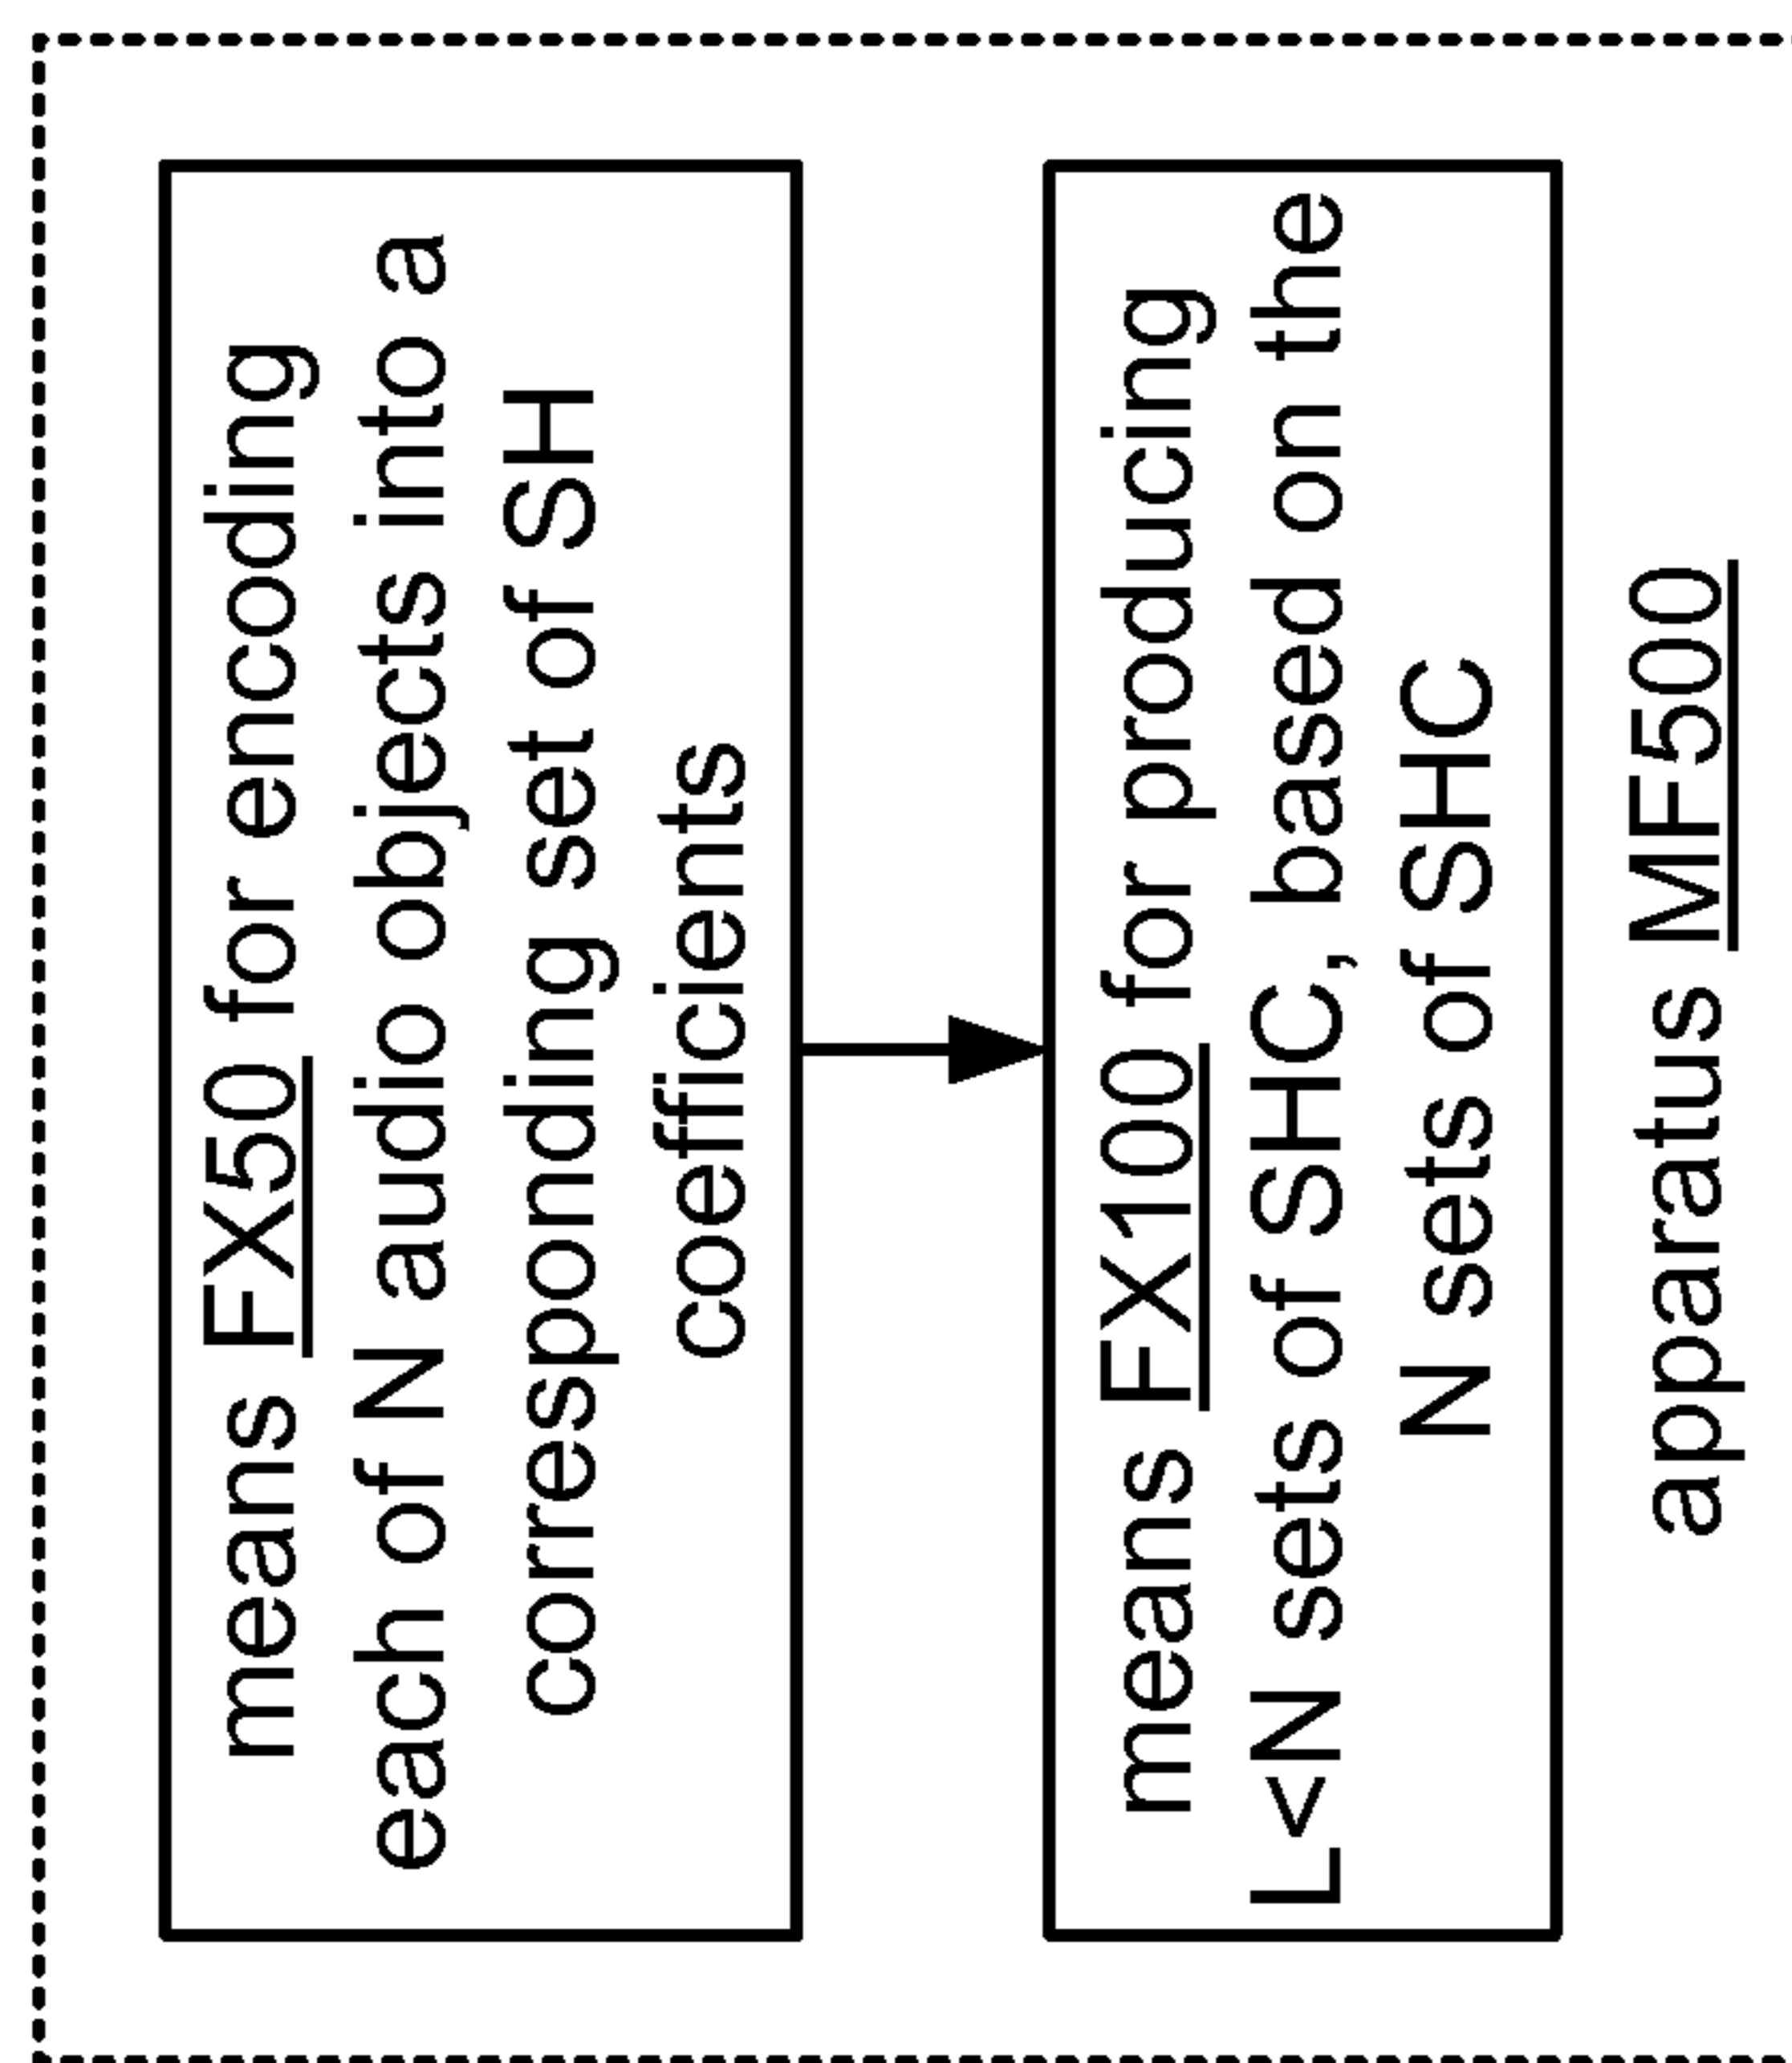 means FX50 for encoding
each of N audio objects into a
corresponding set of SH
coefficients
means FX100 for producing
L<N sets of SHC, based on the
N sets of SHC
apparatus MF500